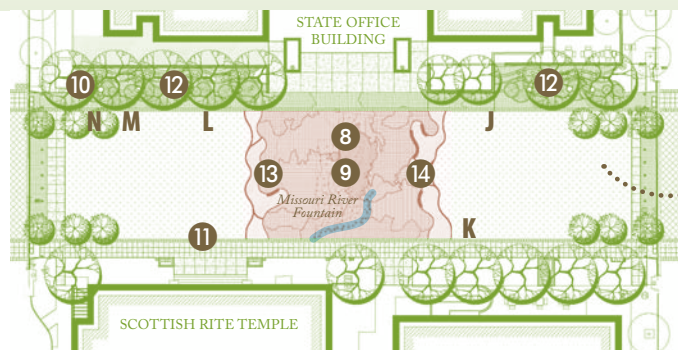 STATE OFFICE
BUILDING
10
12
12
N
M
L
J
8
9
13
14
Missouri River
Fountain
K
11
SCOTTISH RITE TEMPLE